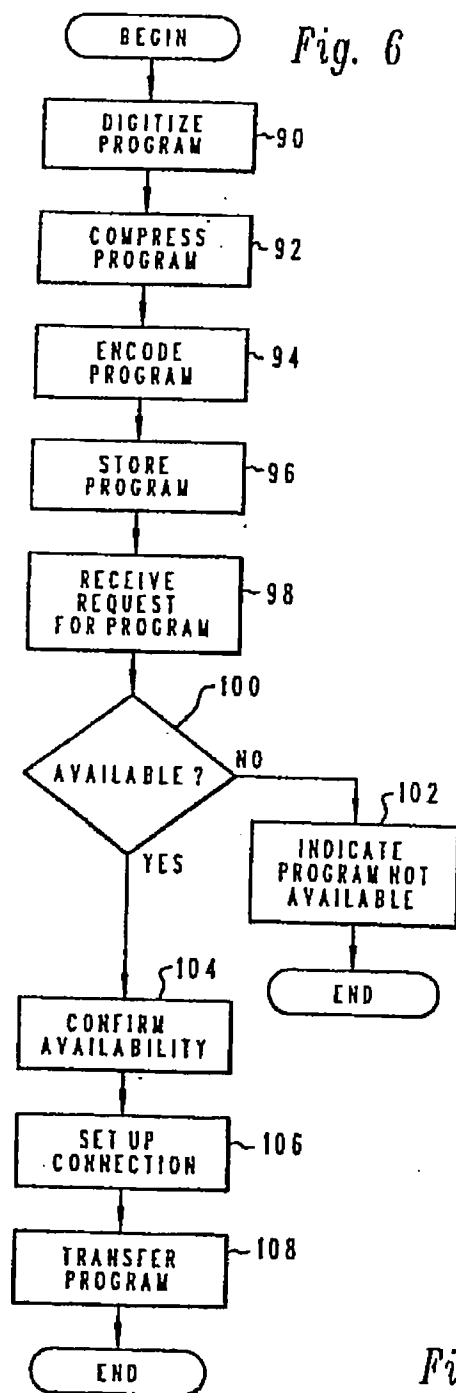 BEGIN
Fig. 6
DIGITIZE
PROGRAM
90
COMPRESS
PROGRAM
92
ENCODE
PROGRAM
94
STORE
PROGRAM
96
RECEIVE
REQUEST
FOR PROGRAM
98
100
AVAILABLE ?
NO
YES
102
INDICATE
PROGRAM NOT
AVAILABLE
END
104
CONFIRM
AVAILABILITY
SET UP
CONNECTION
106
TRANSFER
PROGRAM
108
END
Fi